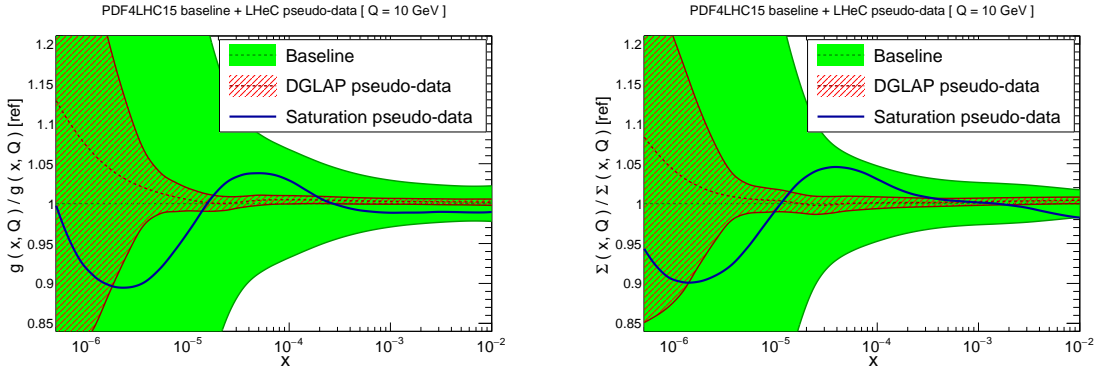 PDF4LHC15 baseline + LHeC pseudo-data [ Q = 10 GeV ]
g ( x, Q ) / g ( x, Q ) [ref]
1.2
1.15
1.1
1.05
1
0.95
0.9
0.85
Baseline
DGLAP pseudo-data
Saturation pseudo-data
10⁻⁶ 10⁻⁵ 10⁻⁴ 10⁻³ 10⁻²
x
PDF4LHC15 baseline + LHeC pseudo-data [ Q = 10 GeV ]
Σ ( x, Q ) / Σ ( x, Q ) [ref]
1.2
1.15
1.1
1.05
1
0.95
0.9
0.85
Baseline
DGLAP pseudo-data
Saturation pseudo-data
10⁻⁶ 10⁻⁵ 10⁻⁴ 10⁻³ 10⁻²
x